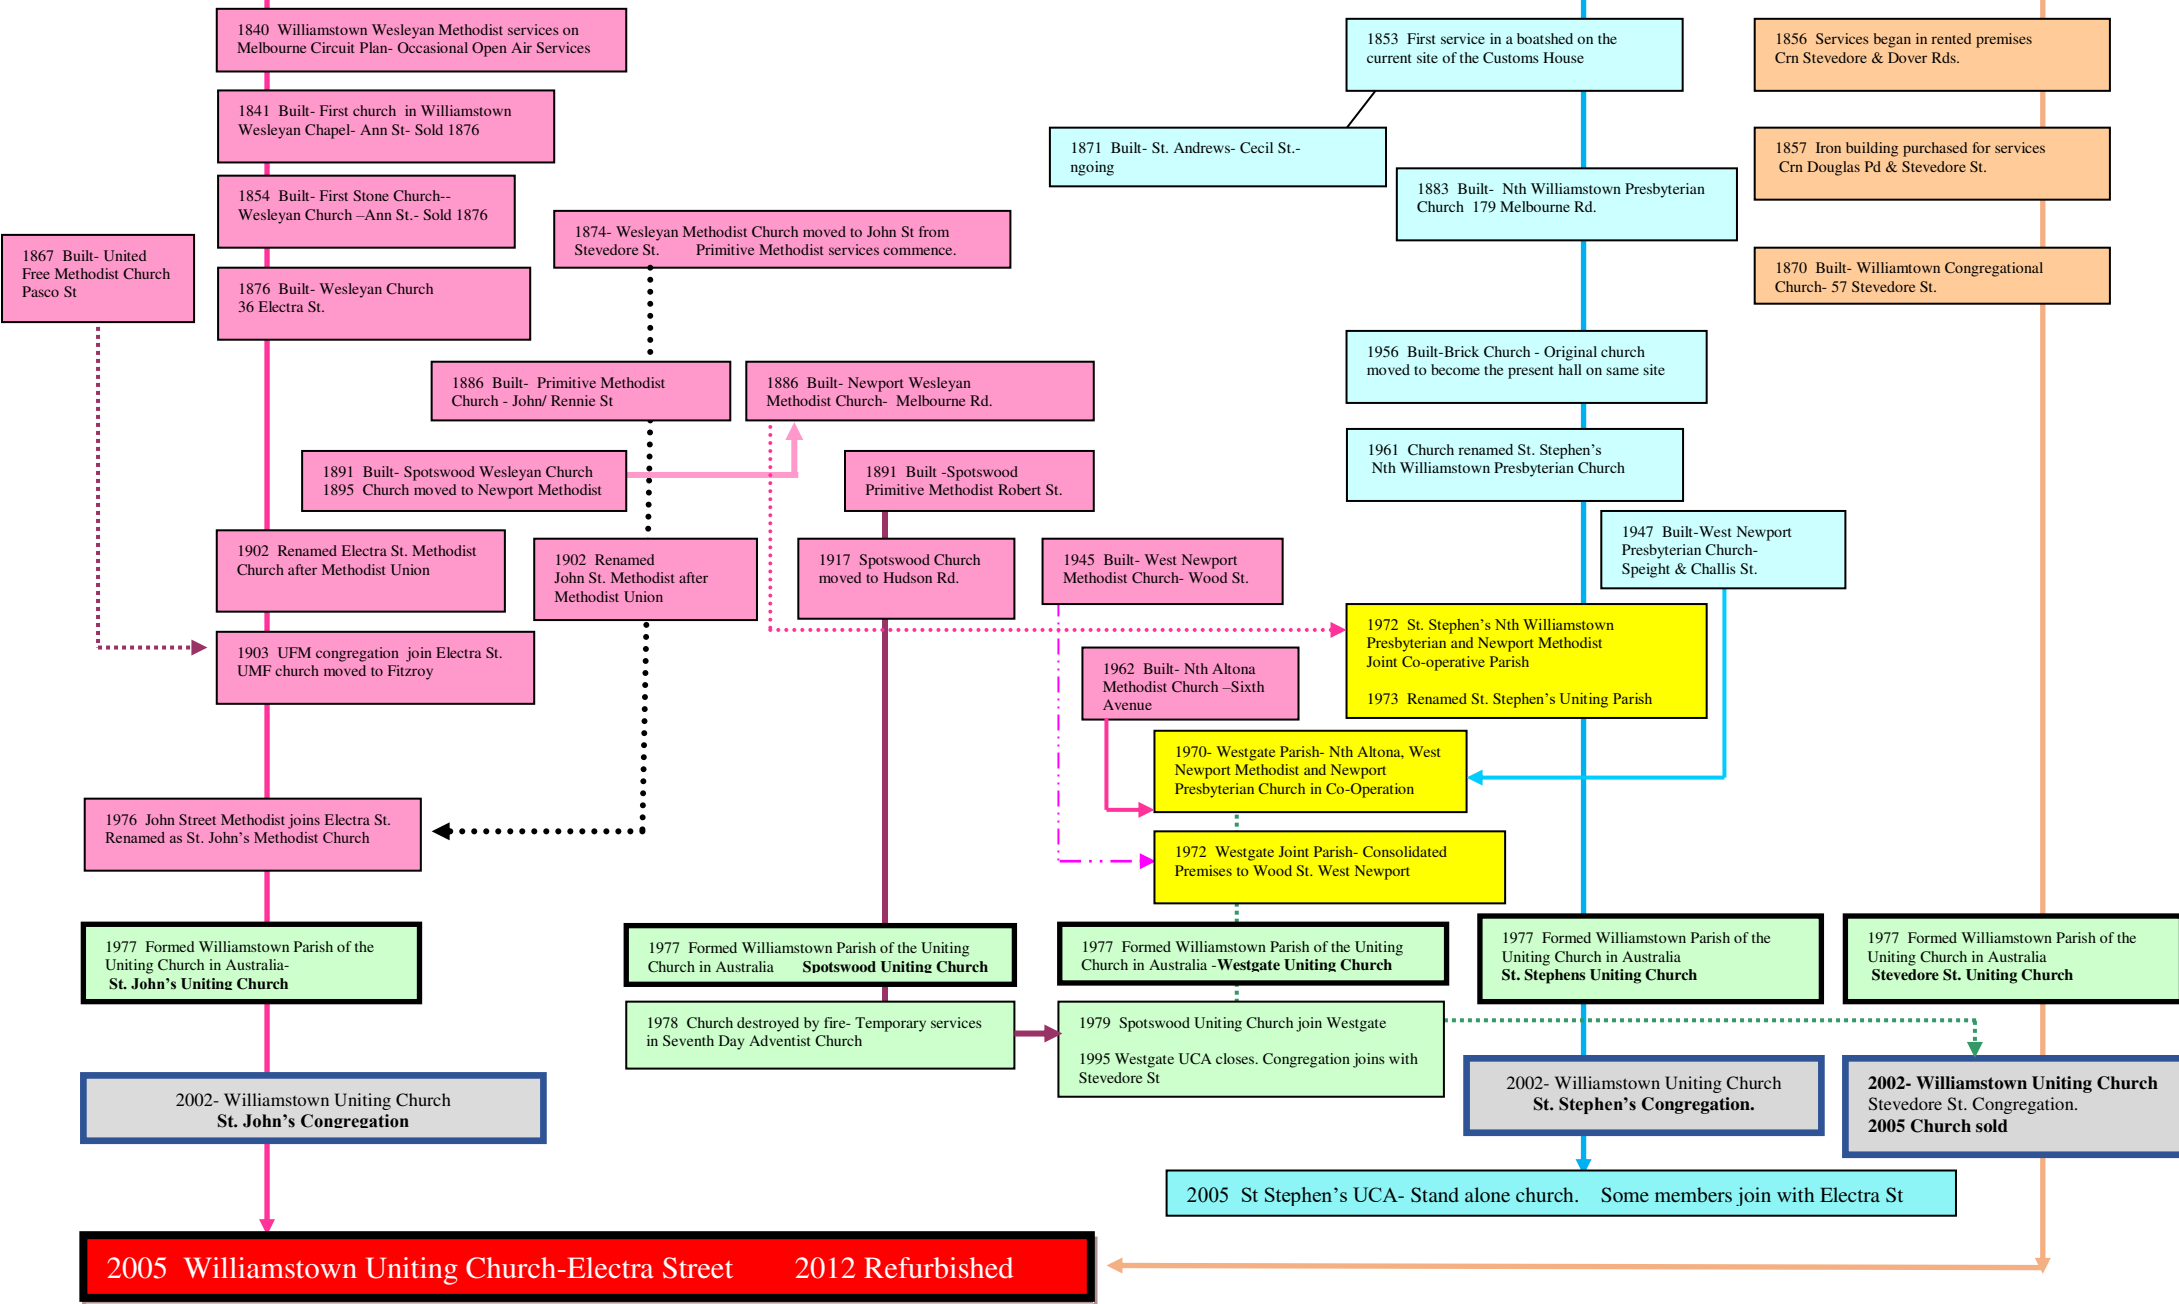 1840 Williamstown Wesleyan Methodist services on
Melbourne Circuit Plan- Occasional Open Air Services
1853 First service in a boatshed on the
current site of the Customs House
1856 Services began in rented premises
Crn Stevedore & Dover Rds.
1841 Built- First church in Williamstown
Wesleyan Chapel- Ann St- Sold 1876
1871 Built- St. Andrews- Cecil St.-
ngoing
1857 Iron building purchased for services
Crn Douglas Pd & Stevedore St.
1854 Built- First Stone Church--
Wesleyan Church –Ann St.- Sold 1876
1883 Built- Nth Williamstown Presbyterian
Church 179 Melbourne Rd.
1874- Wesleyan Methodist Church moved to John St from
Stevedore St. Primitive Methodist services commence.
1867 Built- United
Free Methodist Church
Pasco St
1876 Built- Wesleyan Church
36 Electra St.
1870 Built- Williamtown Congregational
Church- 57 Stevedore St.
1956 Built-Brick Church - Original church
moved to become the present hall on same site
1886 Built- Primitive Methodist
Church - John/ Rennie St
1886 Built- Newport Wesleyan
Methodist Church- Melbourne Rd.
1961 Church renamed St. Stephen's
Nth Williamstown Presbyterian Church
1891 Built- Spotswood Wesleyan Church
1895 Church moved to Newport Methodist
1891 Built -Spotswood
Primitive Methodist Robert St.
1947 Built-West Newport
Presbyterian Church-
Speight & Challis St.
1902 Renamed Electra St. Methodist
Church after Methodist Union
1902 Renamed
John St. Methodist after
Methodist Union
1917 Spotswood Church
moved to Hudson Rd.
1945 Built- West Newport
Methodist Church- Wood St.
1972 St. Stephen's Nth Williamstown
Presbyterian and Newport Methodist
Joint Co-operative Parish
1973 Renamed St. Stephen's Uniting Parish
1903 UFM congregation join Electra St.
UMF church moved to Fitzroy
1962 Built- Nth Altona
Methodist Church –Sixth
Avenue
1970- Westgate Parish- Nth Altona, West
Newport Methodist and Newport
Presbyterian Church in Co-Operation
1976 John Street Methodist joins Electra St.
Renamed as St. John's Methodist Church
1972 Westgate Joint Parish- Consolidated
Premises to Wood St. West Newport
1977 Formed Williamstown Parish of the
Uniting Church in Australia-
St. John's Uniting Church
1977 Formed Williamstown Parish of the Uniting
Church in Australia Spotswood Uniting Church
1977 Formed Williamstown Parish of the Uniting
Church in Australia -Westgate Uniting Church
1977 Formed Williamstown Parish of the
Uniting Church in Australia
St. Stephens Uniting Church
1977 Formed Williamstown Parish of the
Uniting Church in Australia
Stevedore St. Uniting Church
1978 Church destroyed by fire- Temporary services
in Seventh Day Adventist Church
1979 Spotswood Uniting Church join Westgate
1995 Westgate UCA closes. Congregation joins with
Stevedore St
2002- Williamstown Uniting Church
St. John's Congregation
2002- Williamstown Uniting Church
St. Stephen's Congregation.
2002- Williamstown Uniting Church
Stevedore St. Congregation.
2005 Church sold
2005 St Stephen's UCA- Stand alone church. Some members join with Electra St
2005 Williamstown Uniting Church-Electra Street 2012 Refurbished